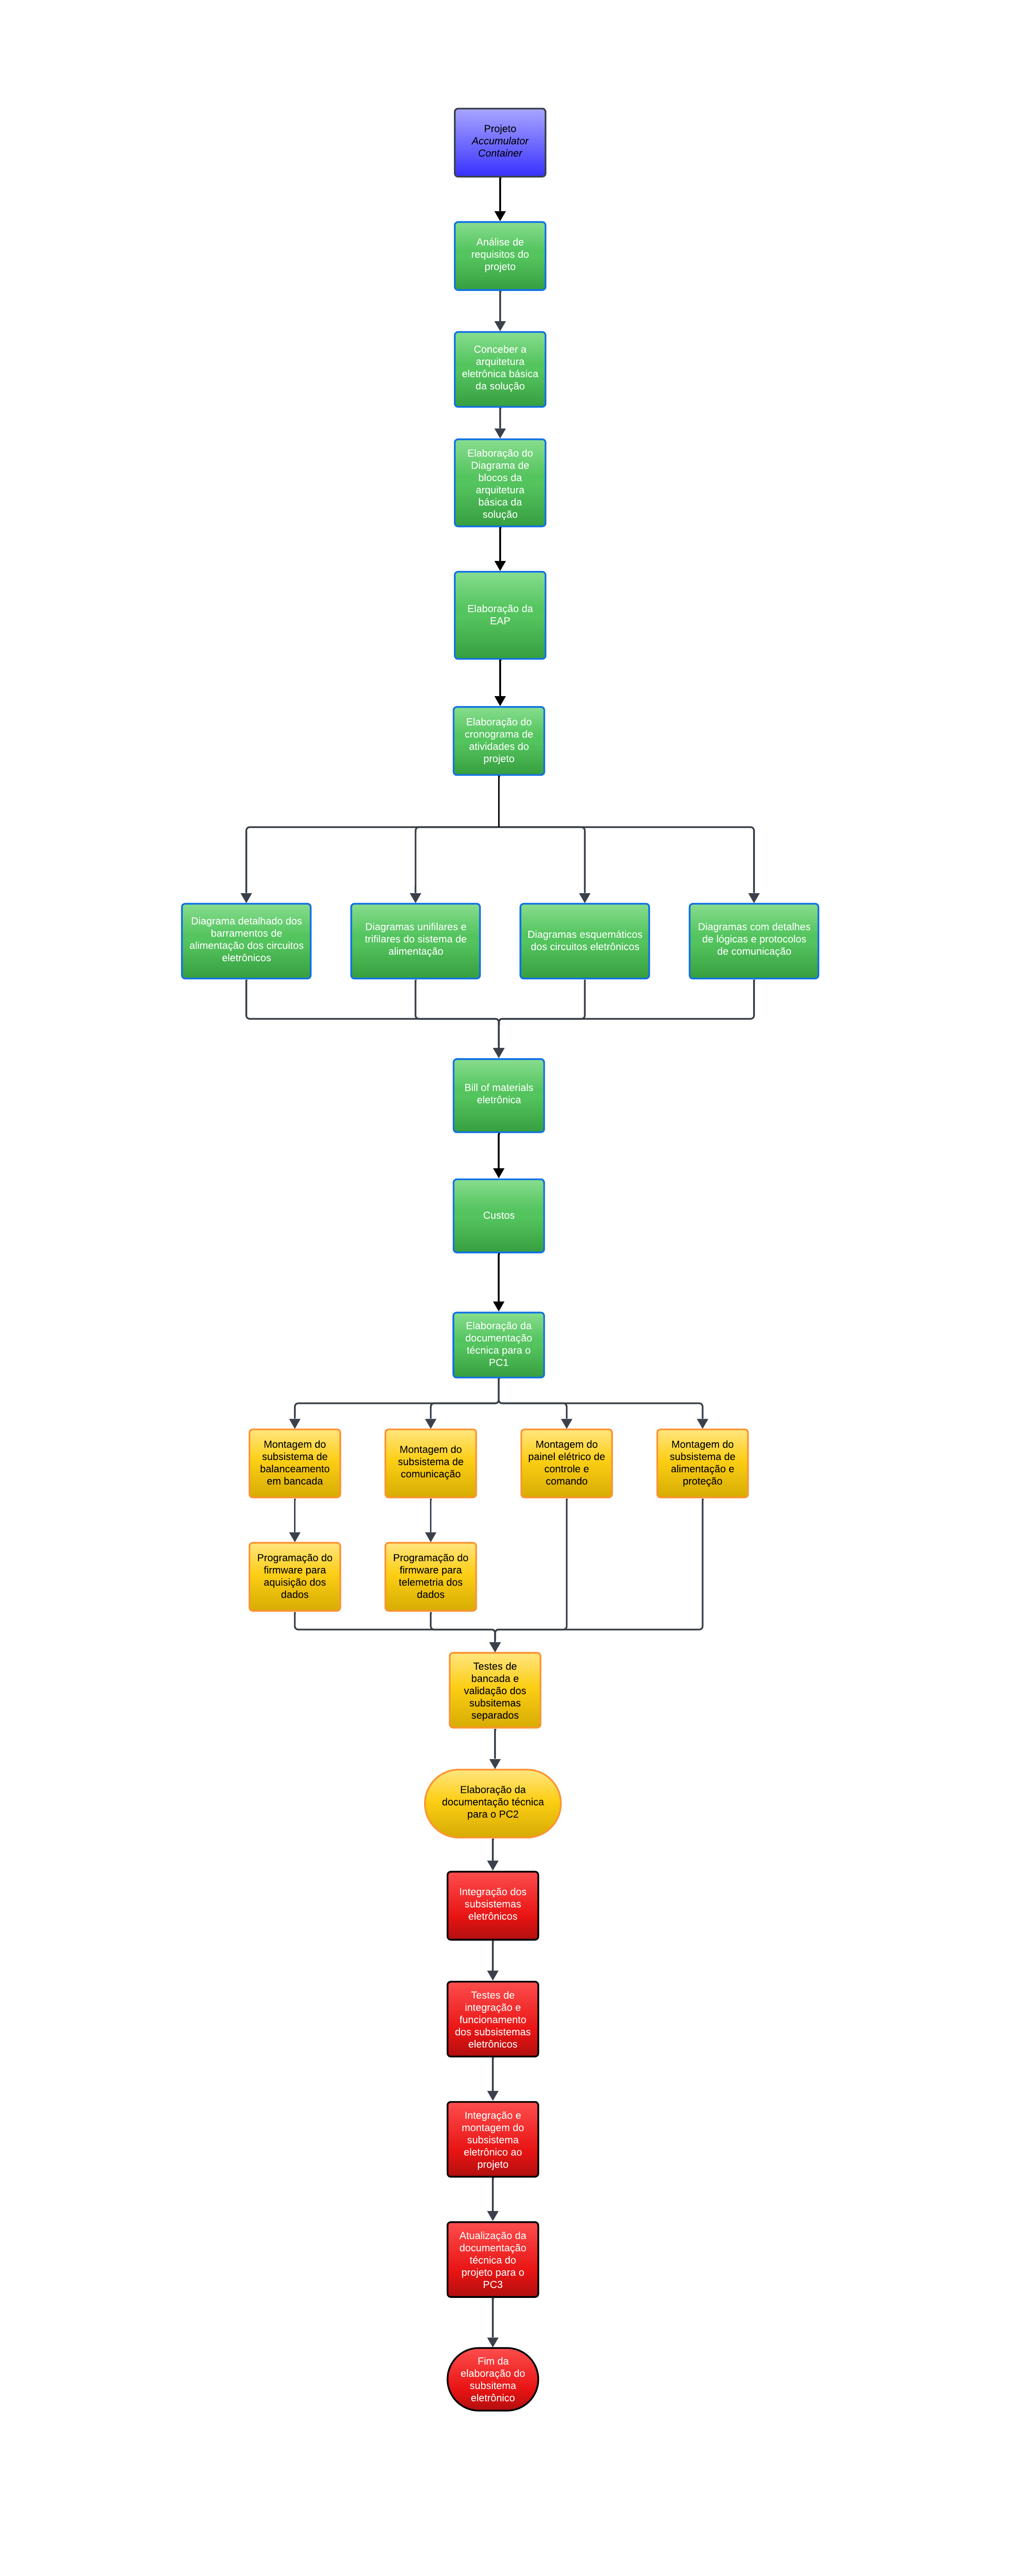 Projeto
Accumulator
Container
Análise de
requisitos do
projeto
Conceber a
arquitetura
eletrônica básica
da solução
Elaboração do
Diagrama de
blocos da
arquitetura
básica da
solução
Elaboração da
EAP
Elaboração do
cronograma de
atividades do
projeto
Diagrama detalhado dos
barramentos de
alimentação dos circuitos
eletrônicos
Diagramas unifilares e
trifilares do sistema de
alimentação
Diagramas esquemáticos
dos circuitos eletrônicos
Diagramas com detalhes
de lógicas e protocolos
de comunicação
Bill of materials
eletrônica
Custos
Elaboração da
documentação
técnica para o
PC1
Montagem do
subsistema de
balanceamento
em bancada
Montagem do
subsistema de
comunicação
Montagem do
painel elétrico de
controle e
comando
Montagem do
subsistema de
alimentação e
proteção
Programação do
firmware para
aquisição dos
dados
Programação do
firmware para
telemetria dos
dados
Testes de
bancada e
validação dos
subsitemas
separados
Elaboração da
documentação técnica
para o PC2
Integração dos
subsistemas
eletrônicos
Testes de
integração e
funcionamento
dos subsistemas
eletrônicos
Integração e
montagem do
subsistema
eletrônico ao
projeto
Atualização da
documentação
técnica do
projeto para o
PC3
Fim da
elaboração do
subsitema
eletrônico